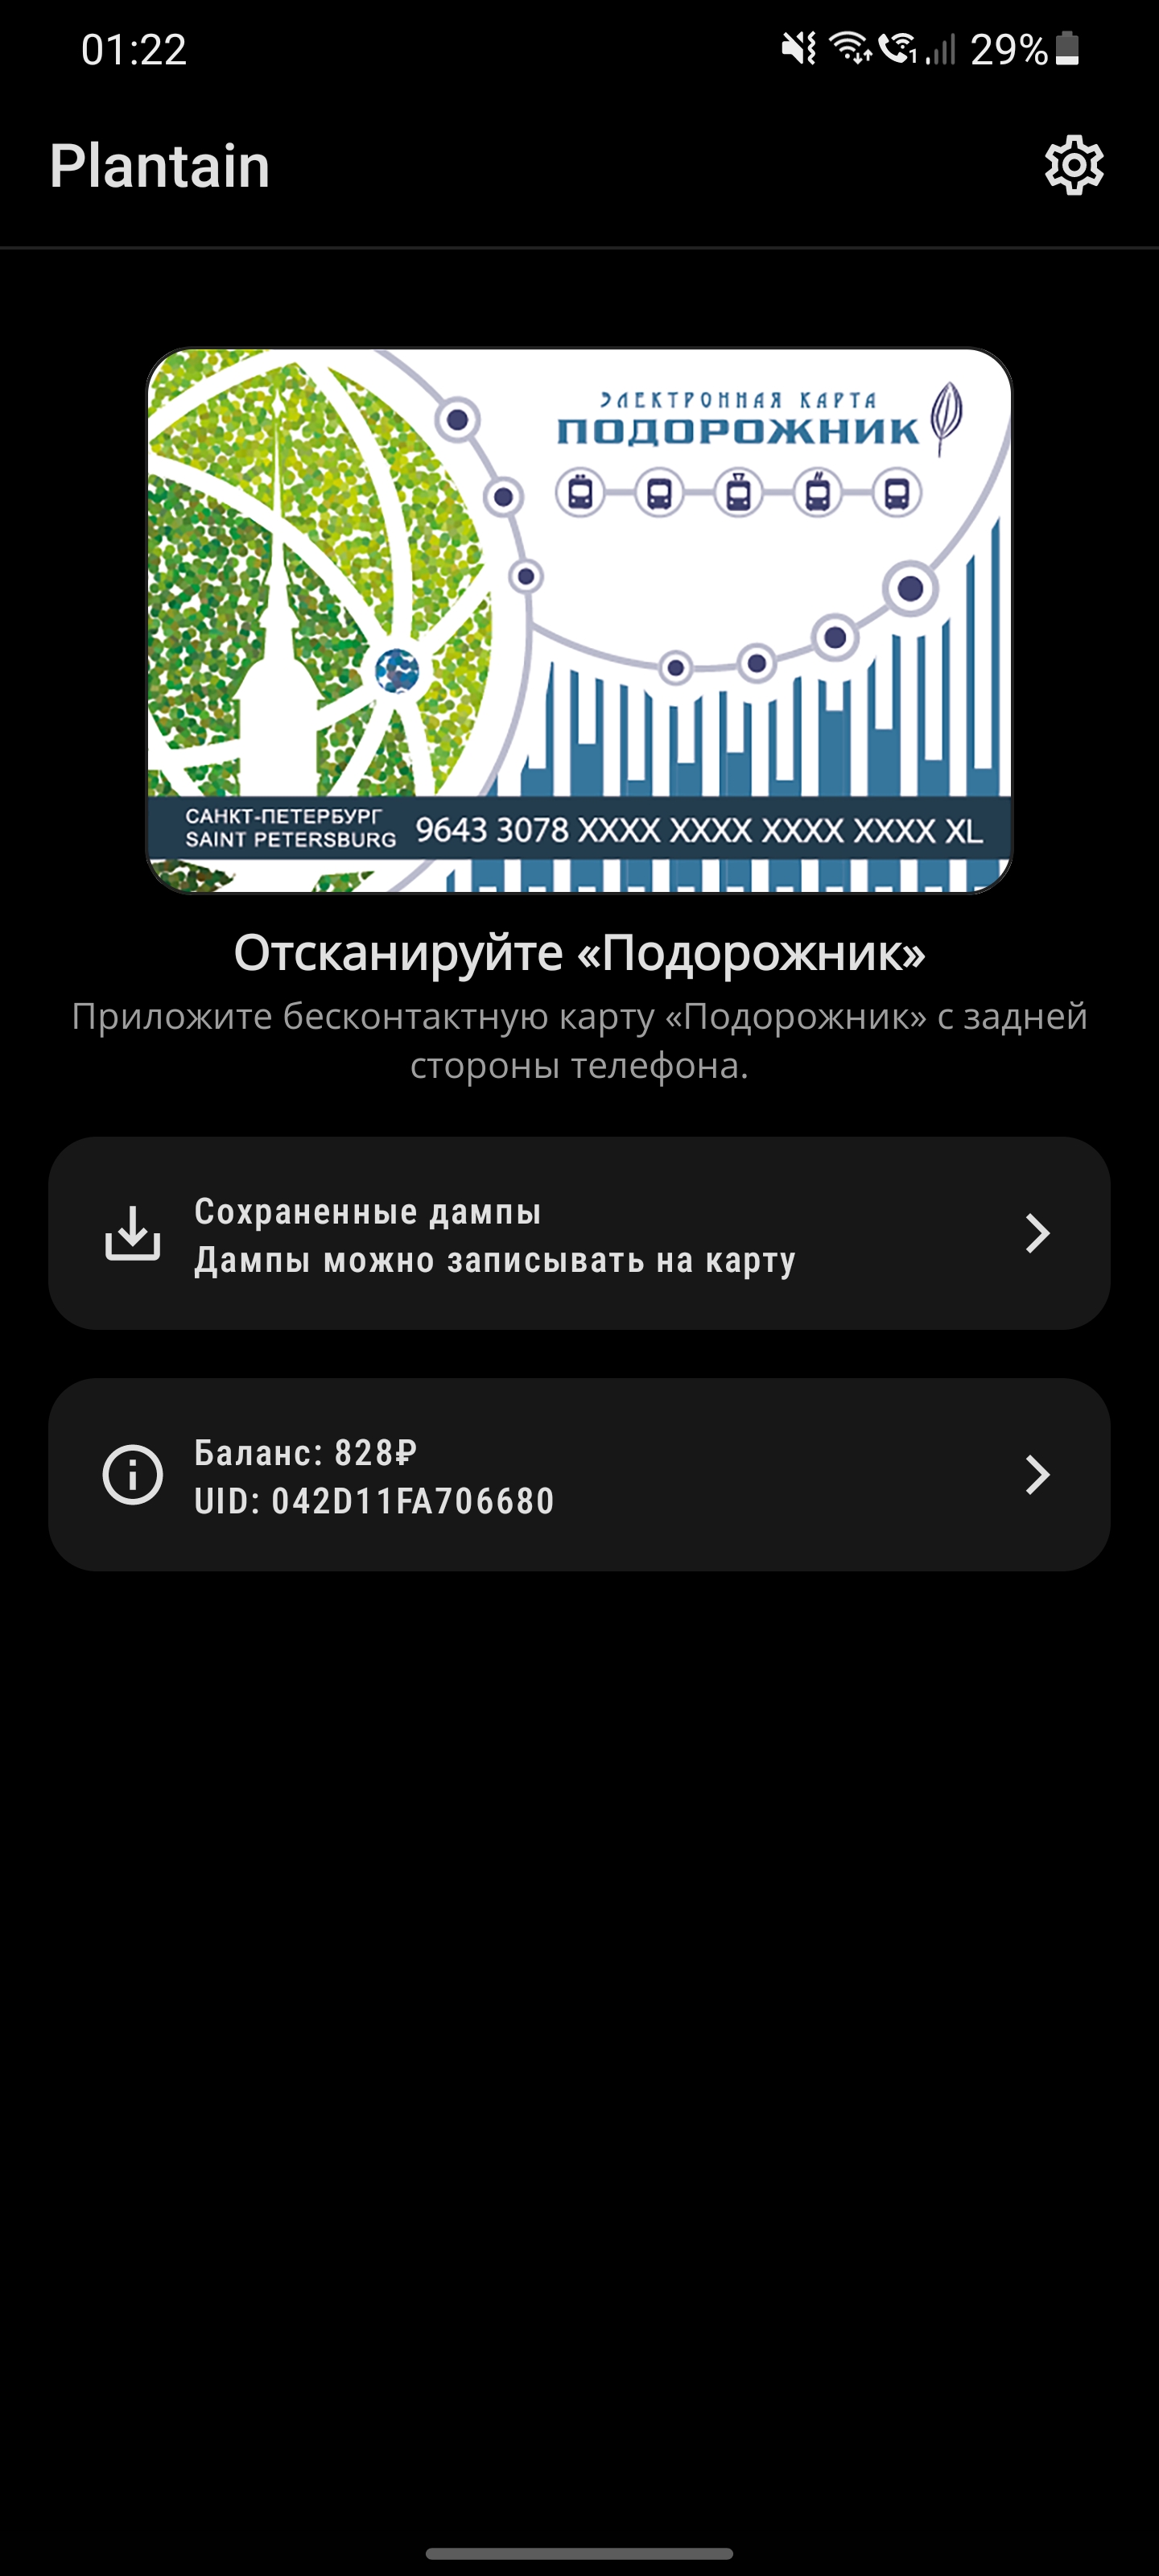 01:22
1
29%
Plantain
ЭЛЕКТРОННАЯ КАРТА
ПОДОРОЖНИК
САНКТ-ПЕТЕРБУРГ
SAINT PETERSBURG
9643 3078 XXXX XXXX XXXX XXXX XL
Отсканируйте «Подорожник»
Приложите бесконтактную карту «Подорожник» с задней
стороны телефона.
Сохраненные дампы
Дампы можно записывать на карту
Баланс: 828₽
UID: 042D11FA706680